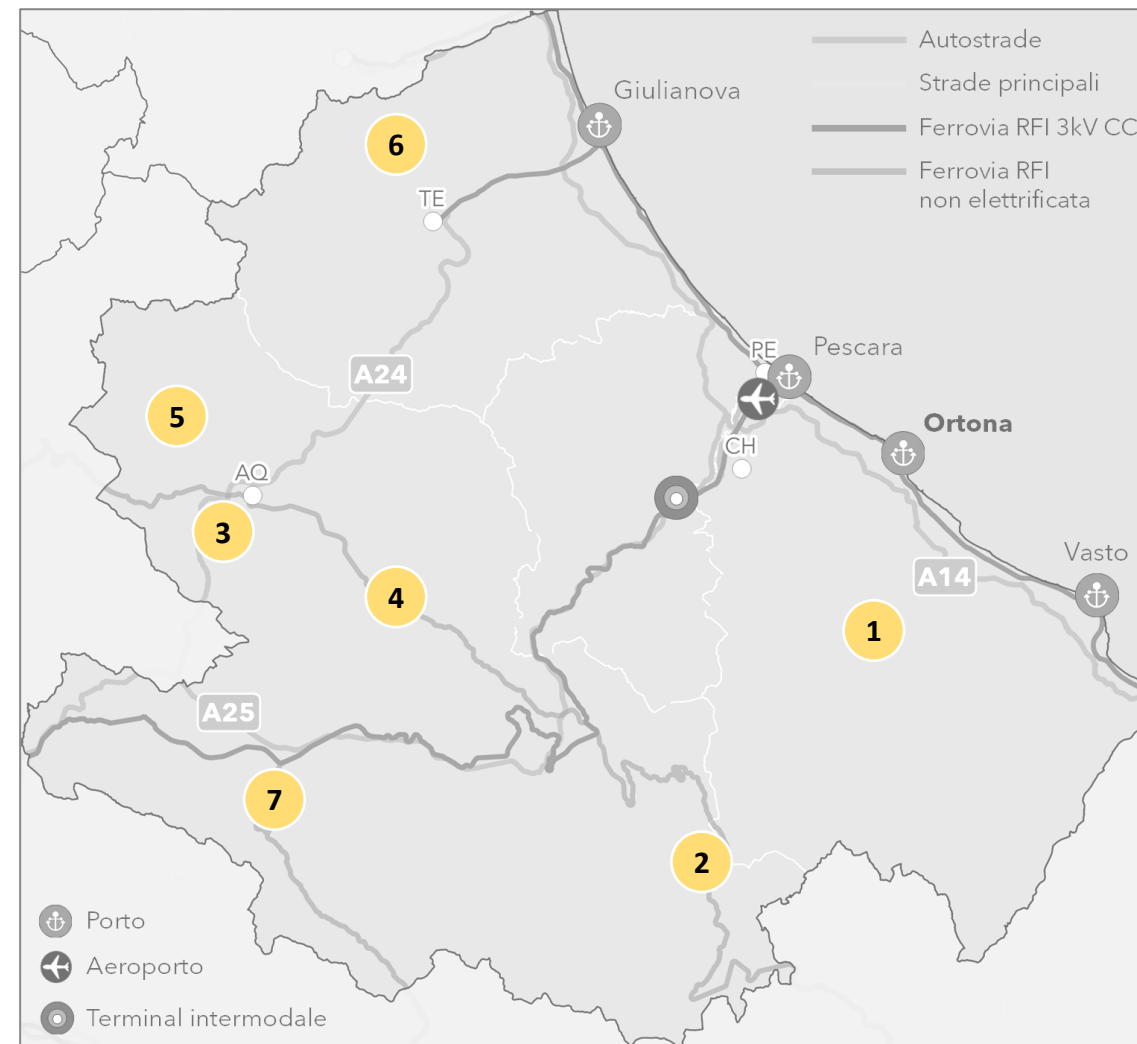 Autostrade
Giulianova
Strade principali
Ferrovia RFI 3kV CC
6
Ferrovia RFI
non elettrificata
TE
PE
Pescara
A24
5
Ortona
CH
AQ
3
Vasto
A14
4
1
A25
7
2
Porto
Aeroporto
Terminal intermodale